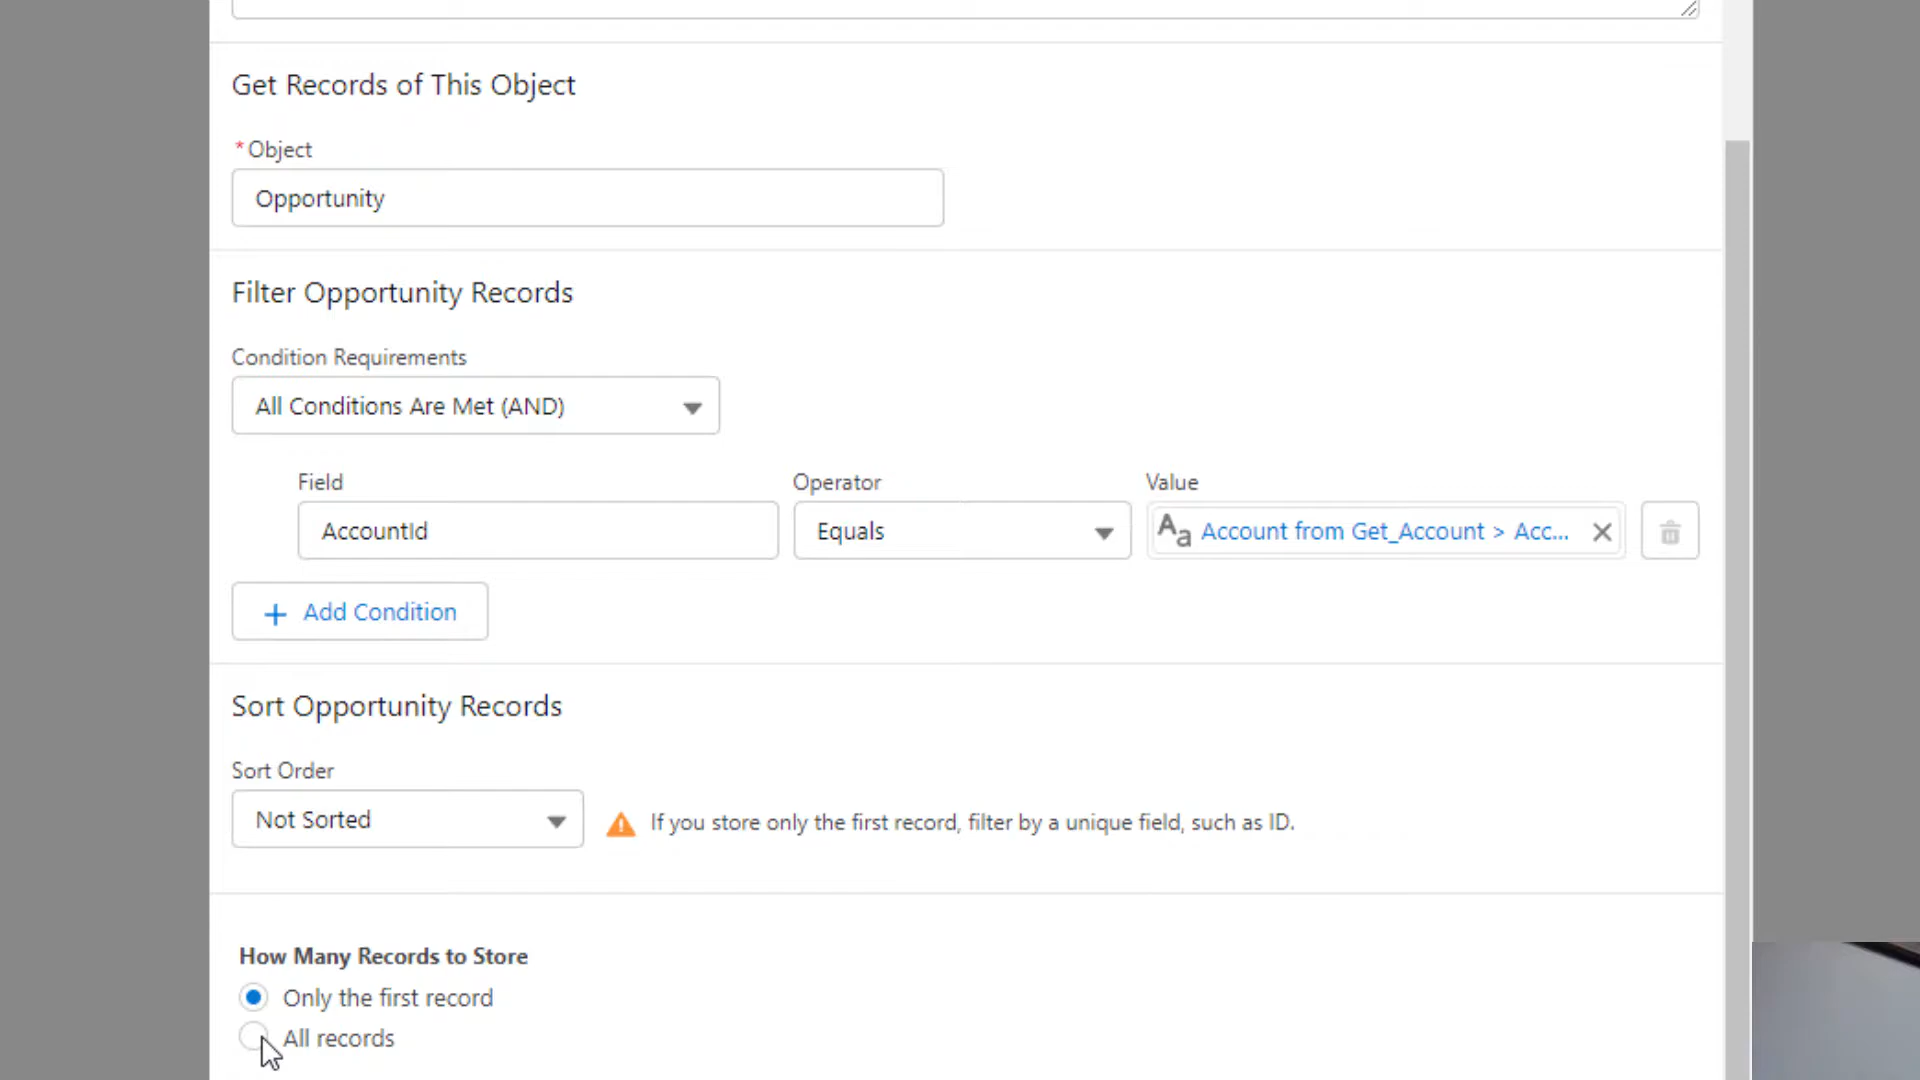 Get Records of This Object
* Object
Opportunity
Filter Opportunity Records
Condition Requirements
All Conditions Are Met (AND)
Field Operator Value
AccountId Equals Aa Account from Get_Account > Acc...
+ Add Condition
Sort Opportunity Records
Sort Order
Not Sorted If you store only the first record, filter by a unique field, such as ID.
How Many Records to Store
Only the first record
All records